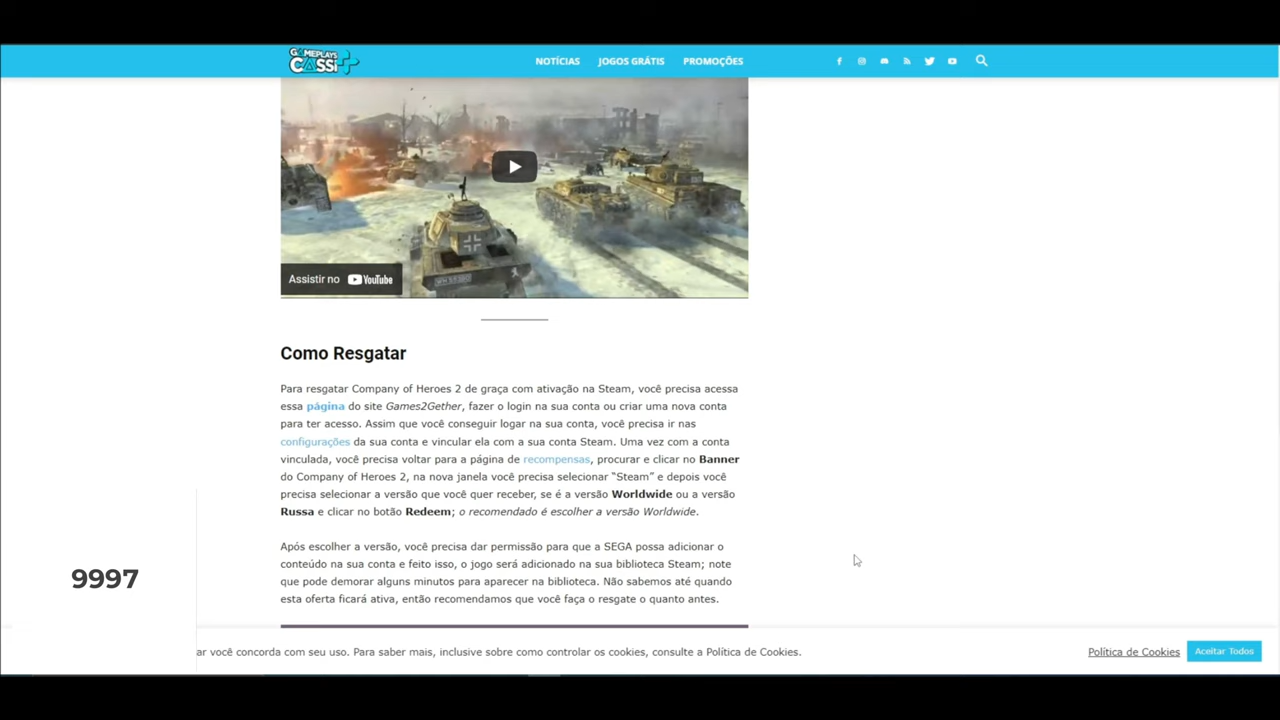 GAMEPLAYS
CASSI
NOTÍCIAS JOGOS GRÁTIS PROMOÇÕES
Assistir no YouTube
Como Resgatar
Para resgatar Company of Heroes 2 de graça com ativação na Steam, você precisa acessa
essa página do site Games2Gether, fazer o login na sua conta ou criar uma nova conta
para ter acesso. Assim que você conseguir logar na sua conta, você precisa ir nas
configurações da sua conta e vincular ela com a sua conta Steam. Uma vez com a conta
vinculada, você precisa voltar para a página de recompensas, procurar e clicar no Banner
do Company of Heroes 2, na nova janela você precisa selecionar “Steam” e depois você
precisa selecionar a versão que você quer receber, se é a versão Worldwide ou a versão
Russa e clicar no botão Redeem; o recomendado é escolher a versão Worldwide.
Após escolher a versão, você precisa dar permissão para que a SEGA possa adicionar o
conteúdo na sua conta e feito isso, o jogo será adicionado na sua biblioteca Steam; note
que pode demorar alguns minutos para aparecer na biblioteca. Não sabemos até quando
esta oferta ficará ativa, então recomendamos que você faça o resgate o quanto antes.
9997
ar você concorda com seu uso. Para saber mais, inclusive sobre como controlar os cookies, consulte a Política de Cookies.
Política de Cookies Aceitar Todos